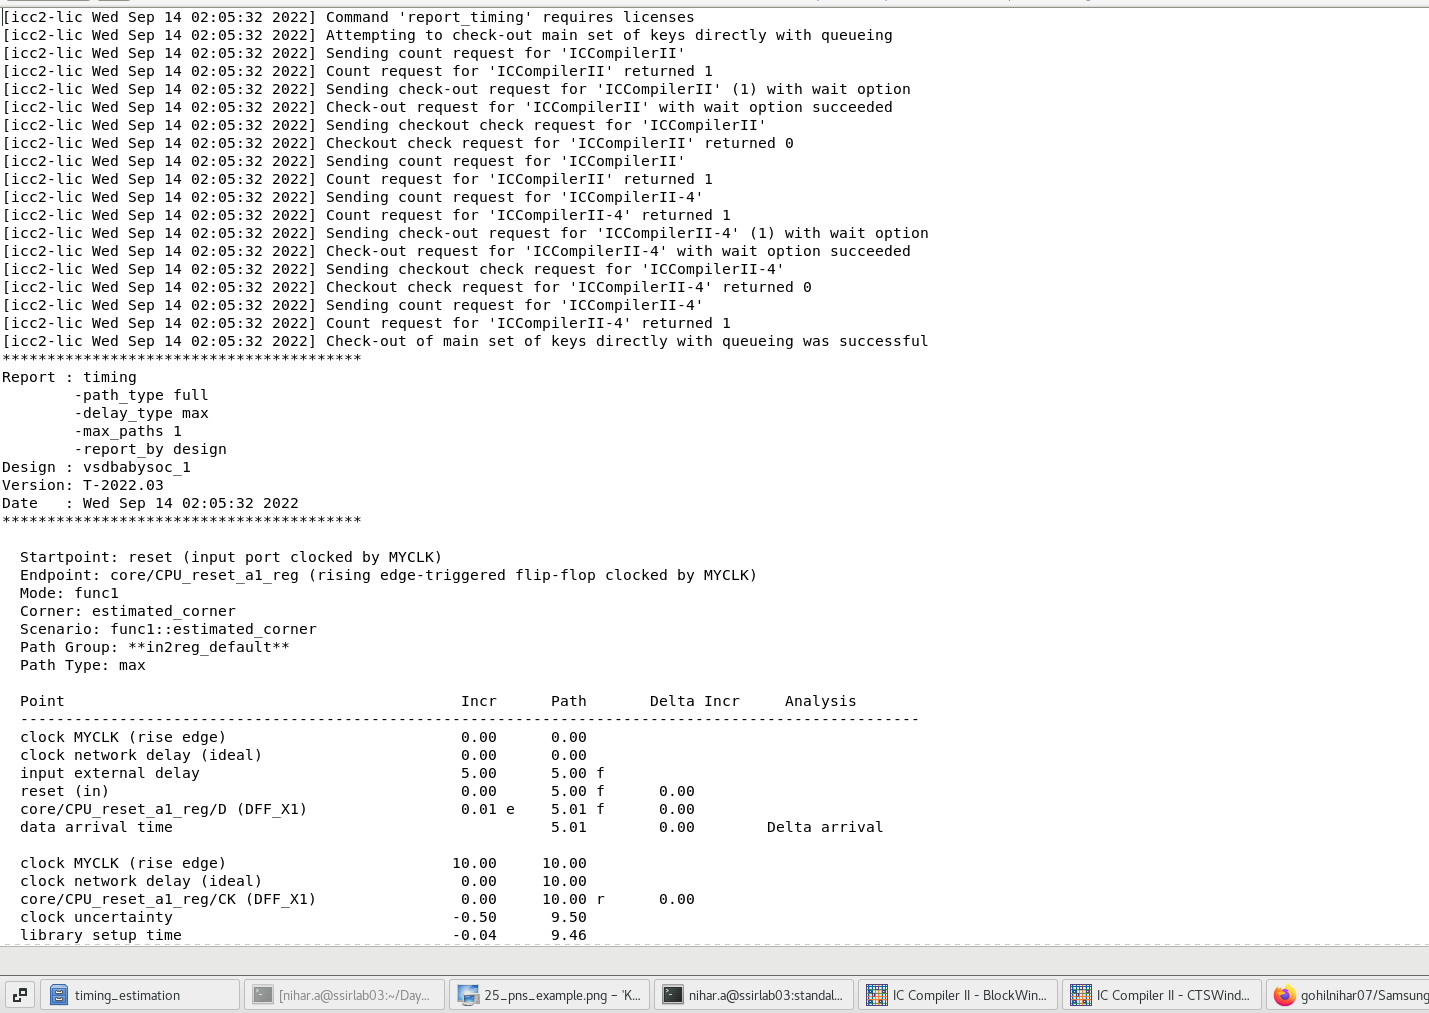 [icc2-lic Wed Sep 14 02:05:32 2022] Command 'report_timing' requires licenses
[icc2-lic Wed Sep 14 02:05:32 2022] Attempting to check-out main set of keys directly with queueing
[icc2-lic Wed Sep 14 02:05:32 2022] Sending count request for 'ICCompilerII'
[icc2-lic Wed Sep 14 02:05:32 2022] Count request for 'ICCompilerII' returned 1
[icc2-lic Wed Sep 14 02:05:32 2022] Sending check-out request for 'ICCompilerII' (1) with wait option
[icc2-lic Wed Sep 14 02:05:32 2022] Check-out request for 'ICCompilerII' with wait option succeeded
[icc2-lic Wed Sep 14 02:05:32 2022] Sending checkout check request for 'ICCompilerII'
[icc2-lic Wed Sep 14 02:05:32 2022] Checkout check request for 'ICCompilerII' returned 0
[icc2-lic Wed Sep 14 02:05:32 2022] Sending count request for 'ICCompilerII'
[icc2-lic Wed Sep 14 02:05:32 2022] Count request for 'ICCompilerII' returned 1
[icc2-lic Wed Sep 14 02:05:32 2022] Sending count request for 'ICCompilerII-4'
[icc2-lic Wed Sep 14 02:05:32 2022] Count request for 'ICCompilerII-4' returned 1
[icc2-lic Wed Sep 14 02:05:32 2022] Sending check-out request for 'ICCompilerII-4' (1) with wait option
[icc2-lic Wed Sep 14 02:05:32 2022] Check-out request for 'ICCompilerII-4' with wait option succeeded
[icc2-lic Wed Sep 14 02:05:32 2022] Sending checkout check request for 'ICCompilerII-4'
[icc2-lic Wed Sep 14 02:05:32 2022] Checkout check request for 'ICCompilerII-4' returned 0
[icc2-lic Wed Sep 14 02:05:32 2022] Sending count request for 'ICCompilerII-4'
[icc2-lic Wed Sep 14 02:05:32 2022] Count request for 'ICCompilerII-4' returned 1
[icc2-lic Wed Sep 14 02:05:32 2022] Check-out of main set of keys directly with queueing was successful
****************************************
Report : timing
        -path_type full
        -delay_type max
        -max_paths 1
        -report_by design
Design : vsdbabysoc_1
Version: T-2022.03
Date   : Wed Sep 14 02:05:32 2022
****************************************

  Startpoint: reset (input port clocked by MYCLK)
  Endpoint: core/CPU_reset_a1_reg (rising edge-triggered flip-flop clocked by MYCLK)
  Mode: func1
  Corner: estimated_corner
  Scenario: func1::estimated_corner
  Path Group: **in2reg_default**
  Path Type: max

  Point                                            Incr      Path       Delta Incr     Analysis
  ----------------------------------------------------------------------------------------------------
  clock MYCLK (rise edge)                          0.00      0.00
  clock network delay (ideal)                      0.00      0.00
  input external delay                             5.00      5.00 f
  reset (in)                                       0.00      5.00 f      0.00
  core/CPU_reset_a1_reg/D (DFF_X1)                 0.01 e    5.01 f      0.00
  data arrival time                                          5.01        0.00        Delta arrival

  clock MYCLK (rise edge)                         10.00     10.00
  clock network delay (ideal)                      0.00     10.00
  core/CPU_reset_a1_reg/CK (DFF_X1)                0.00     10.00 r      0.00
  clock uncertainty                               -0.50      9.50
  library setup time                              -0.04      9.46
timing_estimation
[nihar.a@ssirlab03:~/Day...
25_pns_example.png – 'K...
nihar.a@ssirlab03:standal...
IC Compiler II - BlockWin...
IC Compiler II - CTSWind...
gohilnihar07/Samsung